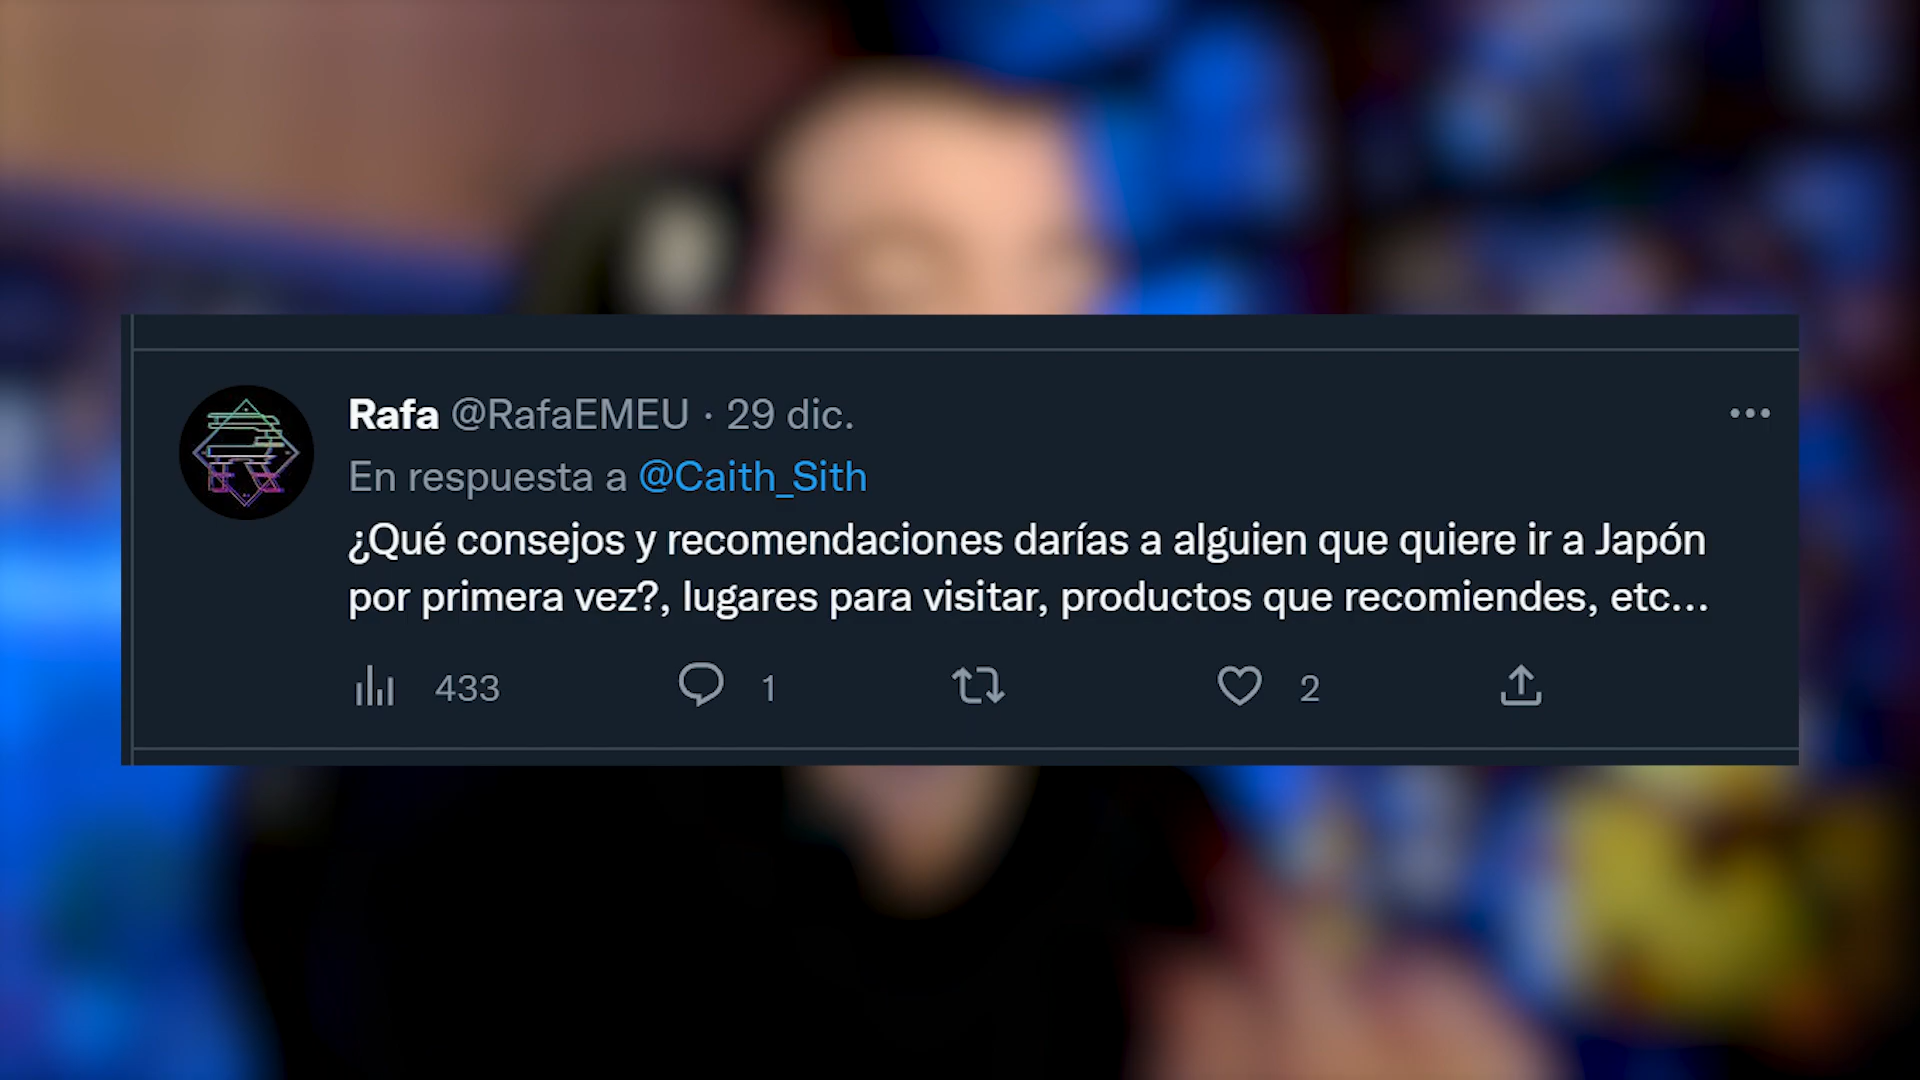 Rafa @RafaEMEU · 29 dic.
En respuesta a @Caith_Sith
¿Qué consejos y recomendaciones darías a alguien que quiere ir a Japón
por primera vez?, lugares para visitar, productos que recomiendes, etc...
433 1 2